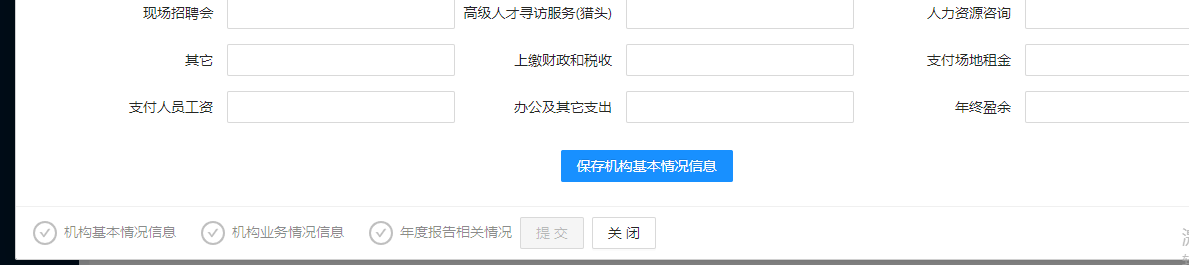 现场招聘会 高级人才寻访服务(猎头) 人力资源咨询
其它 上缴财政和税收 支付场地租金
支付人员工资 办公及其它支出 年终盈余
保存机构基本情况信息
机构基本情况信息 机构业务情况信息 年度报告相关情况 提 交 关 闭